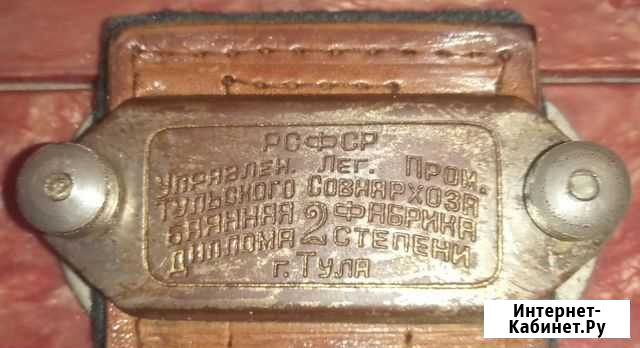 РСФСР
Управлен. Лег. Пром.
Тульского Совнархоза
Баянная фабрика
Диплома 2 степени
г. Тула
Интернет-
Кабинет.Ру